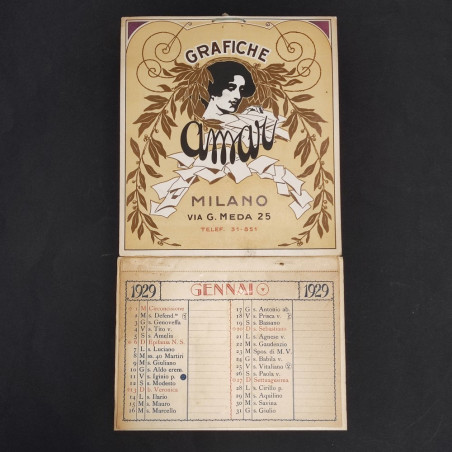 GRAFICHE
amar
MILANO
VIA G. MEDA 25
TELEF. 31-851
1929 GENNAIO 1929
1 M Circoncisione
2 M s. Defend.
3 G s. Genoveffa
4 V s. Tito v.
5 S s. Amelia
6 D Epifania N. S.
7 L s. Luciano
8 M m. 40 Martiri
9 M s. Giuliano
10 G s. Aldo erem.
11 V s. Iginio p.
12 S s. Modesto
13 D s. Veronica
14 L s. Ilario
15 M s. Mauro
16 M s. Marcello
17 G s. Antonio ab.
18 V s. Prisca v.
19 S s. Bassano
20 D s. Sebastiano
21 L s. Agnese v.
22 M s. Gaudenzio
23 M Spos. di M. V.
24 G s. Babila v.
25 V s. Vitaliano
26 S s. Paola v.
27 D Settuagesima
28 L s. Cirillo p.
29 M s. Aquilino
30 M s. Savina
31 G s. Giulio